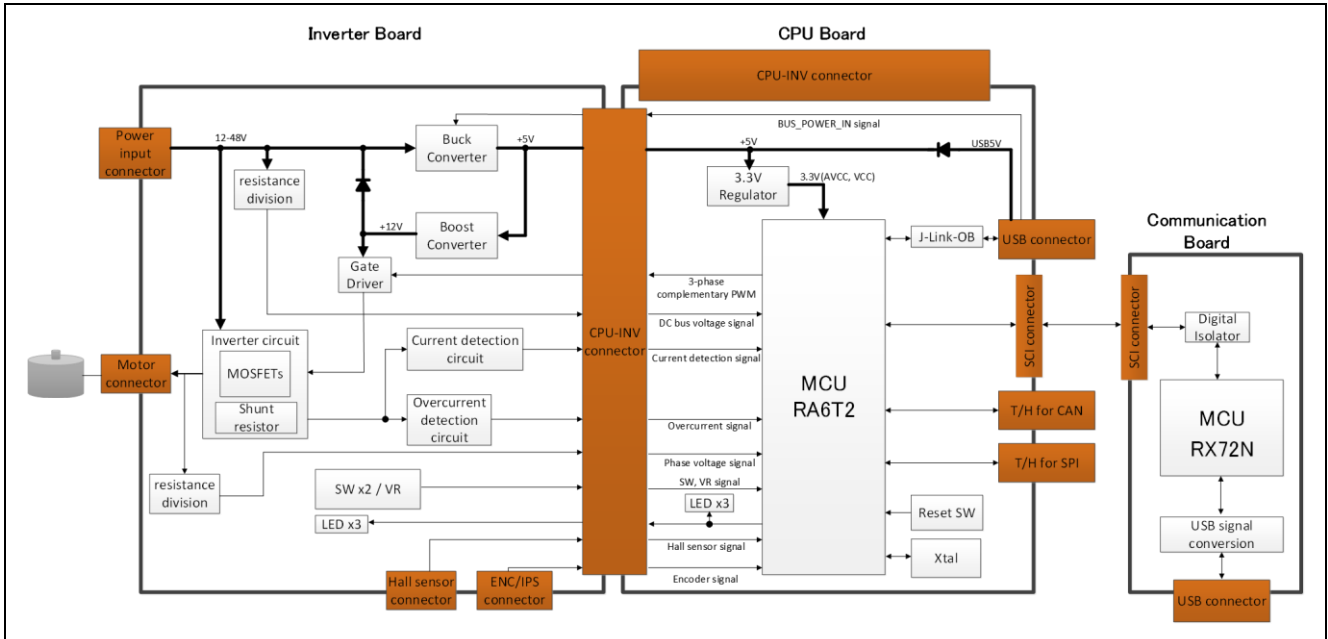 Inverter Board
CPU Board
CPU-INV connector
Power
input
connector
12-48V
Buck
Converter
+5V
BUS_POWER_IN signal
+5V
USB5V
resistance
division
3.3V
Regulator
3.3V(AVCC, VCC)
+12V
Boost
Converter
Gate
Driver
J-Link-OB
USB connector
Communication
Board
3-phase
complementary PWM
DC bus voltage signal
CPU-INV
connector
Current detection signal
MCU
RA6T2
SCI connector
SCI connector
Digital
Isolator
Inverter circuit
MOSFETs
Shunt
resistor
Current detection
circuit
Motor
connector
Overcurrent
detection
circuit
Overcurrent signal
T/H for CAN
MCU
RX72N
Phase voltage signal
T/H for SPI
resistance
division
SW x2 / VR
SW, VR signal
LED x3
LED x3
Reset SW
Hall sensor signal
Xtal
USB signal
conversion
Encoder signal
Hall sensor
connector
ENC/IPS
connector
USB connector